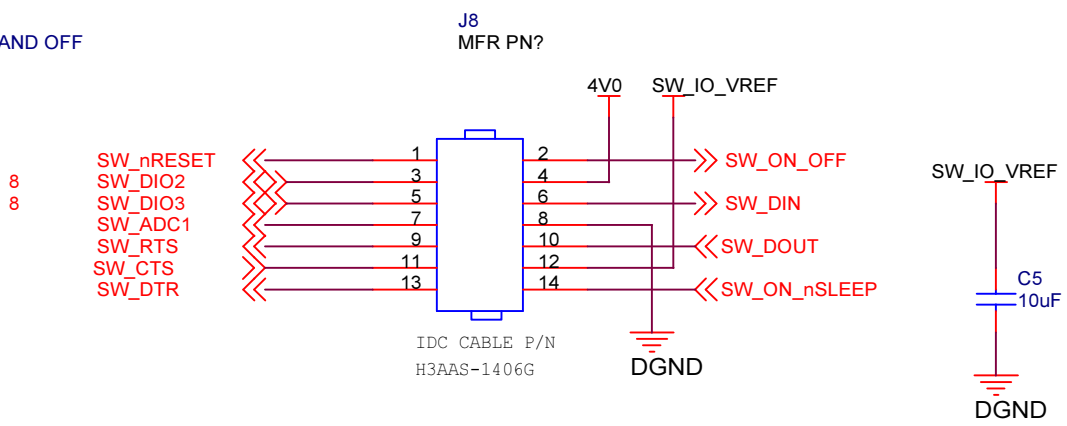 J8
AND OFF
MFR PN?
4V0 SW_IO_VREF
SW_nRESET 1 2 SW_ON_OFF
8 SW_DIO2 3 4
8 SW_DIO3 5 6 SW_DIN
SW_ADC1 7 8
SW_RTS 9 10 SW_DOUT
SW_CTS 11 12
SW_DTR 13 14 SW_ON_nSLEEP
IDC CABLE P/N
H3AAS-1406G
DGND
SW_IO_VREF
C5
10uF
DGND